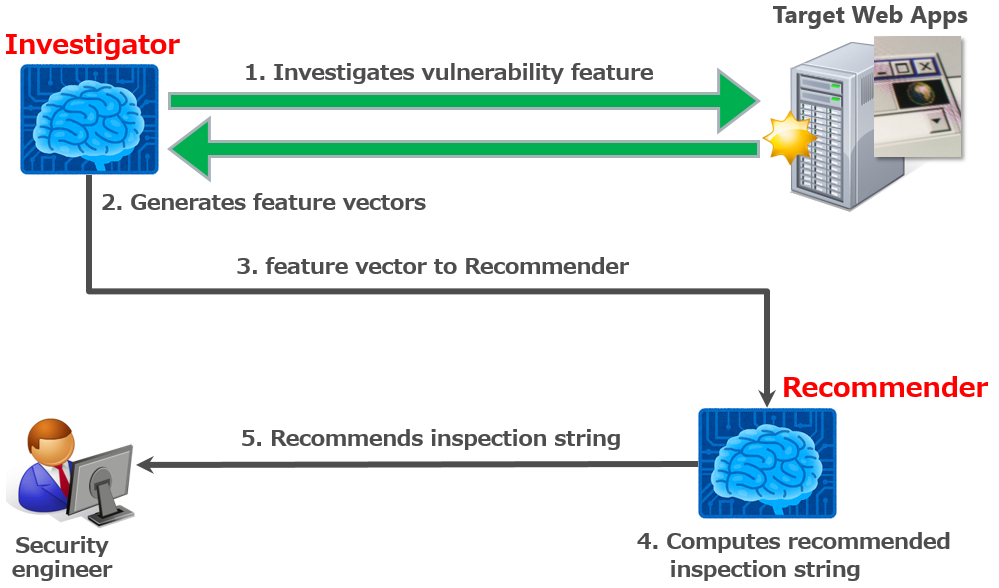 Target Web Apps
Investigator
1. Investigates vulnerability feature
2. Generates feature vectors
3. feature vector to Recommender
Recommender
5. Recommends inspection string
4. Computes recommended
inspection string
Security
engineer